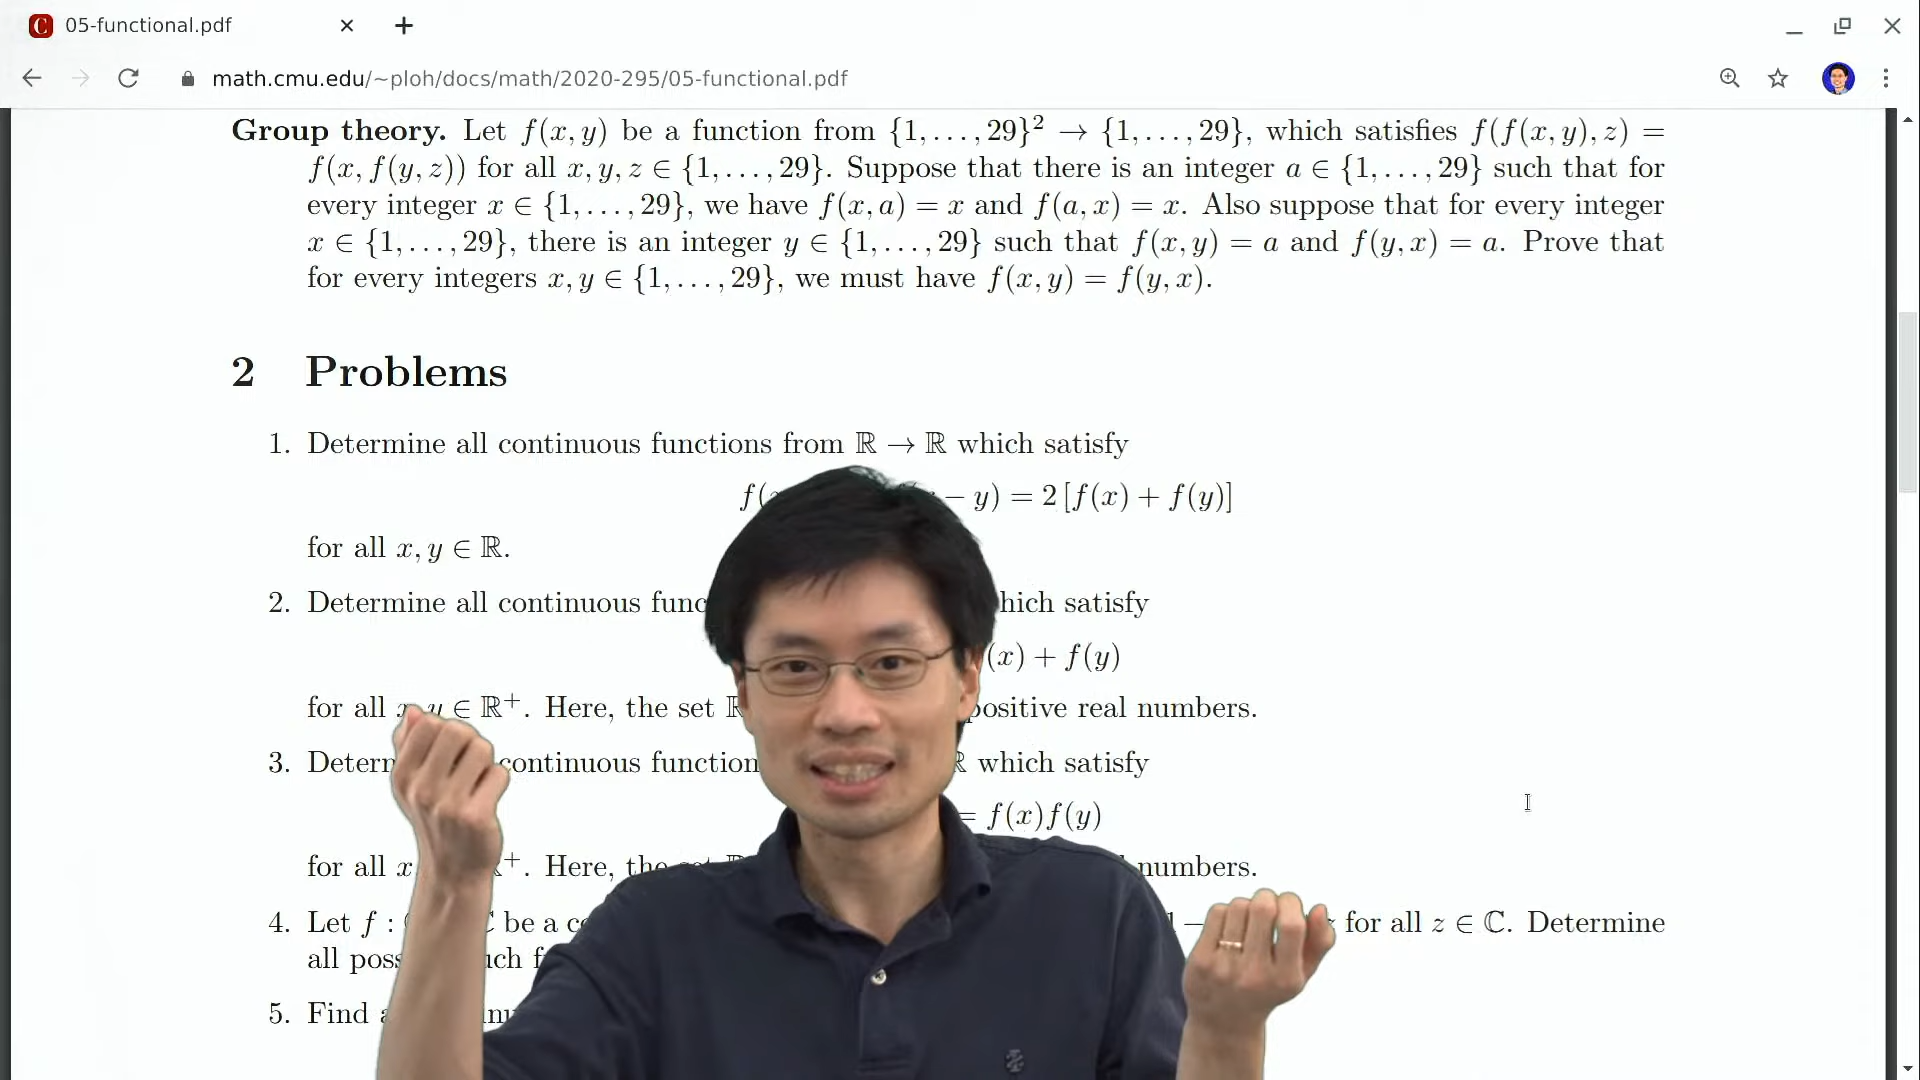 05-functional.pdf
math.cmu.edu/~ploh/docs/math/2020-295/05-functional.pdf
Group theory. Let f(x, y) be a function from {1, . . . , 29}² → {1, . . . , 29}, which satisfies f(f(x, y), z) =
f(x, f(y, z)) for all x, y, z ∈ {1, . . . , 29}. Suppose that there is an integer a ∈ {1, . . . , 29} such that for
every integer x ∈ {1, . . . , 29}, we have f(x, a) = x and f(a, x) = x. Also suppose that for every integer
x ∈ {1, . . . , 29}, there is an integer y ∈ {1, . . . , 29} such that f(x, y) = a and f(y, x) = a. Prove that
for every integers x, y ∈ {1, . . . , 29}, we must have f(x, y) = f(y, x).
2 Problems
1. Determine all continuous functions from ℝ → ℝ which satisfy
f( − y) = 2 [f(x) + f(y)]
for all x, y ∈ ℝ.
2. Determine all continuous which satisfy
(x) + f(y)
for all x, y ∈ ℝ⁺. Here, the set positive real numbers.
3. continuous ℝ which satisfy
= f(x)f(y)
for all x ℝ⁺. Here, the numbers.
4. Let f : ℂ be a for all z ∈ ℂ. Determine
all
5. Find